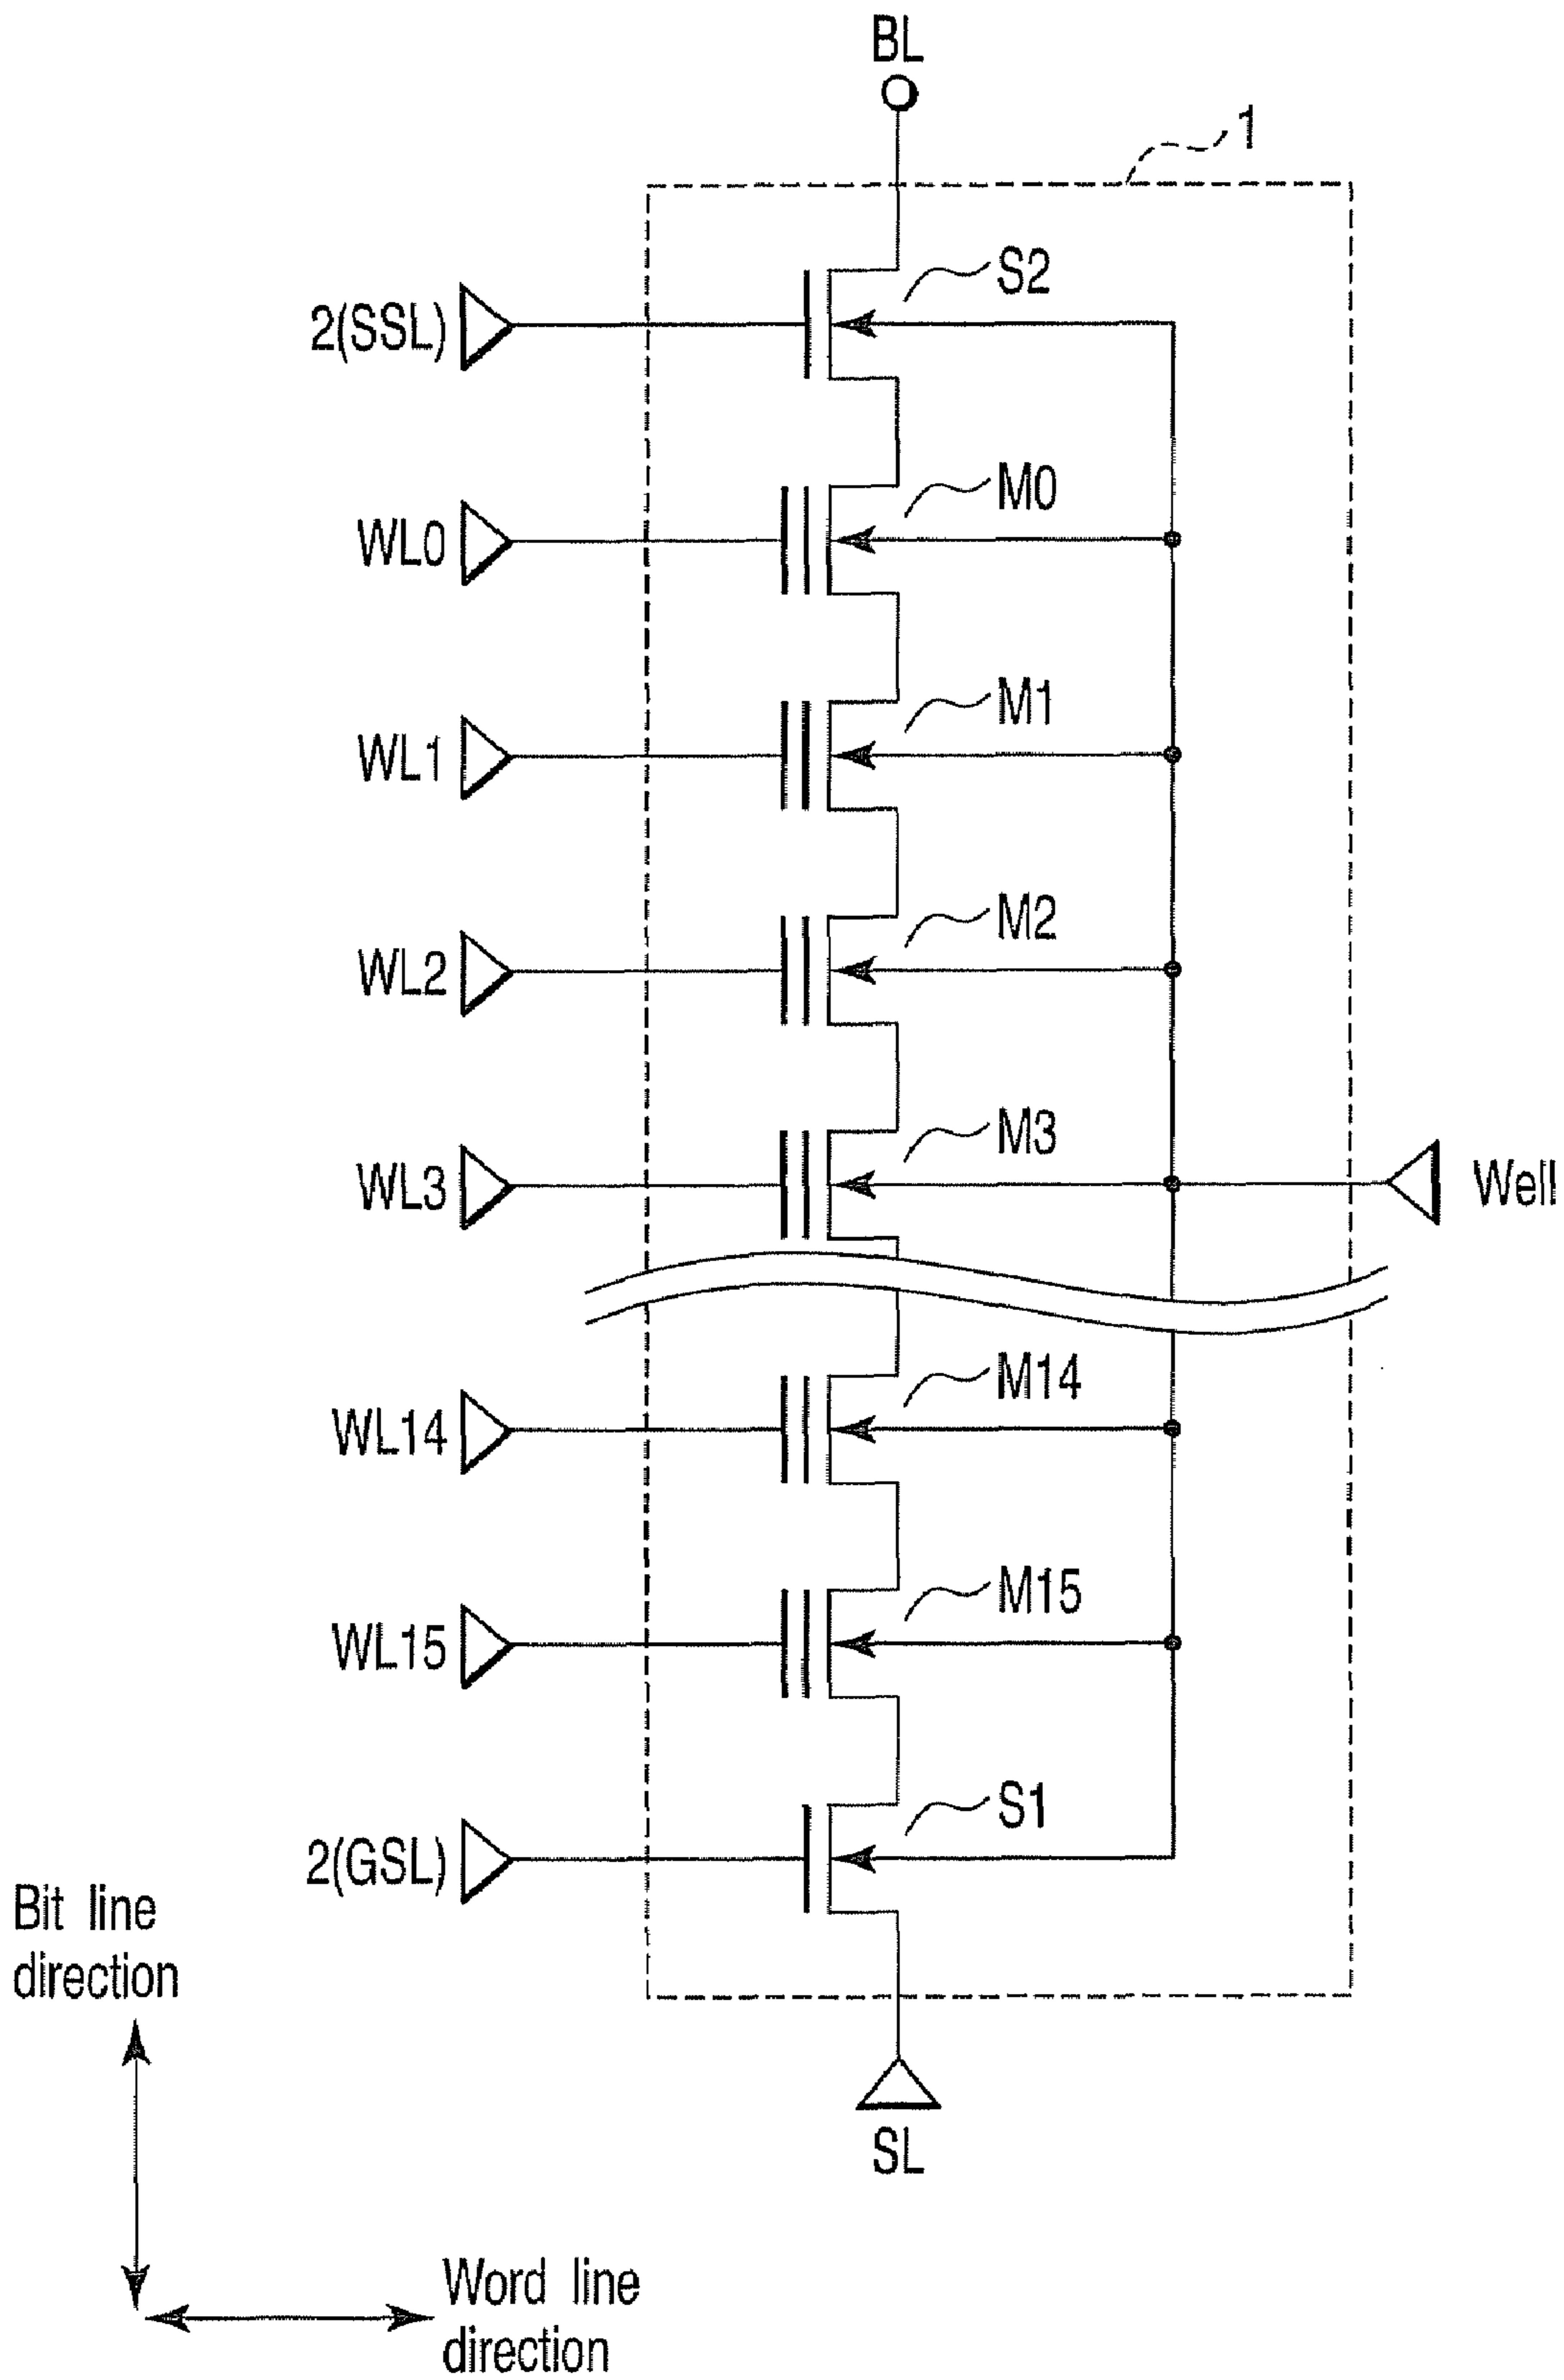 BL
1
2(SSL)
S2
WL0
M0
WL1
M1
WL2
M2
WL3
M3
Well
WL14
M14
WL15
M15
2(GSL)
S1
Bit line
direction
SL
Word line
direction